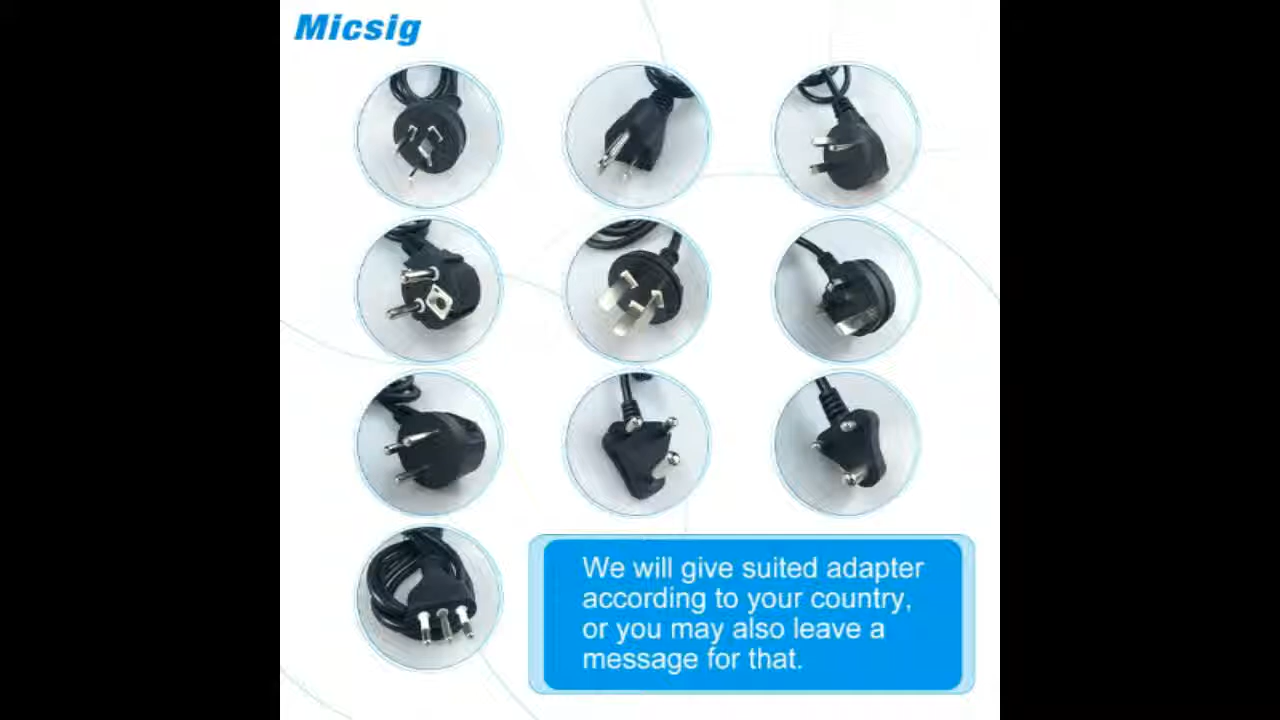 Micsig
We will give suited adapter
according to your country,
or you may also leave a
message for that.